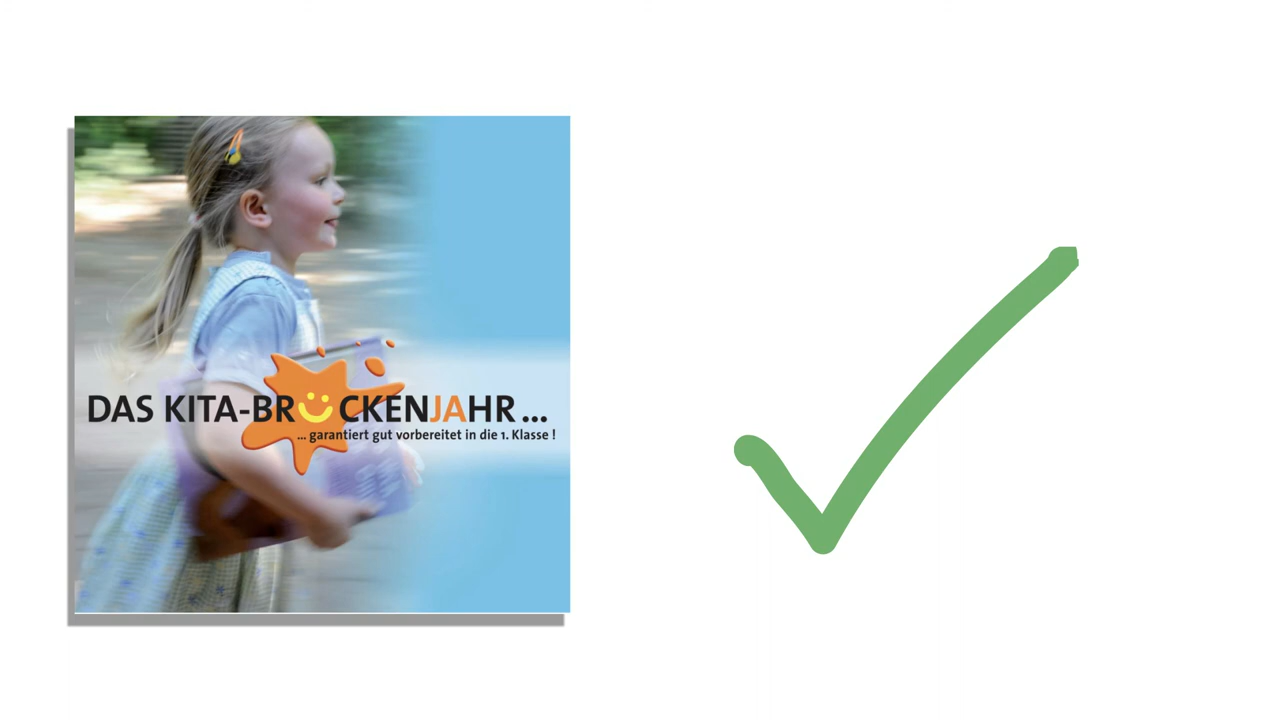 DAS KITA-BRÜCKENJAHR ...
... garantiert gut vorbereitet in die 1. Klasse !